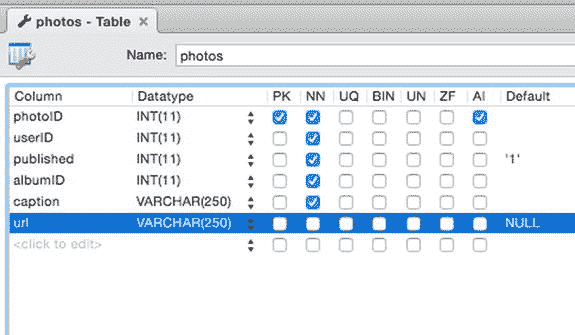 photos - Table
Name: photos
Column Datatype PK NN UQ BIN UN ZF AI Default
photoID INT(11)
userID INT(11)
published INT(11) '1'
albumID INT(11)
caption VARCHAR(250)
url VARCHAR(250) NULL
<click to edit>